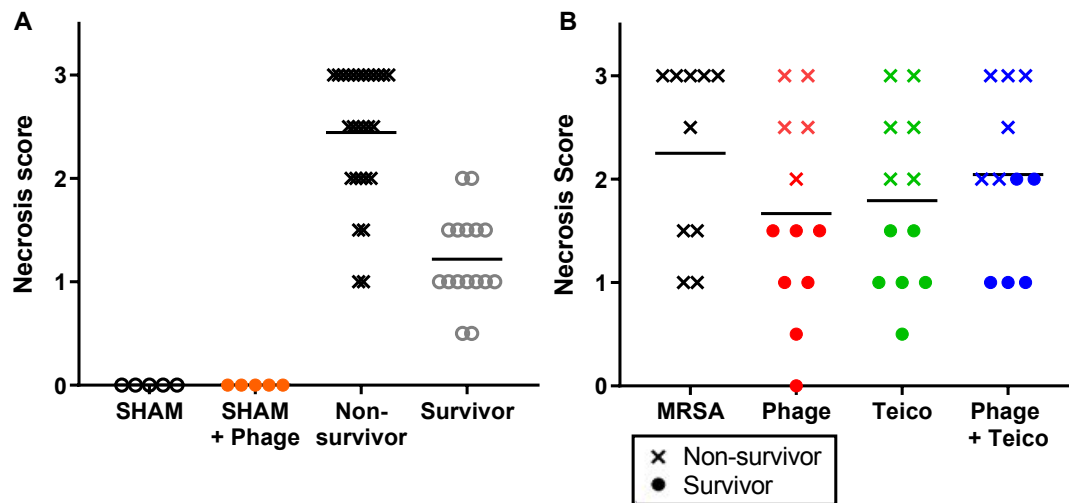 A
Necrosis score
3
2
1
0
SHAM
SHAM
+ Phage
Non-
survivor
Survivor
B
Necrosis Score
3
2
1
0
MRSA
Phage
Teico
Phage
+ Teico
Non-survivor
Survivor